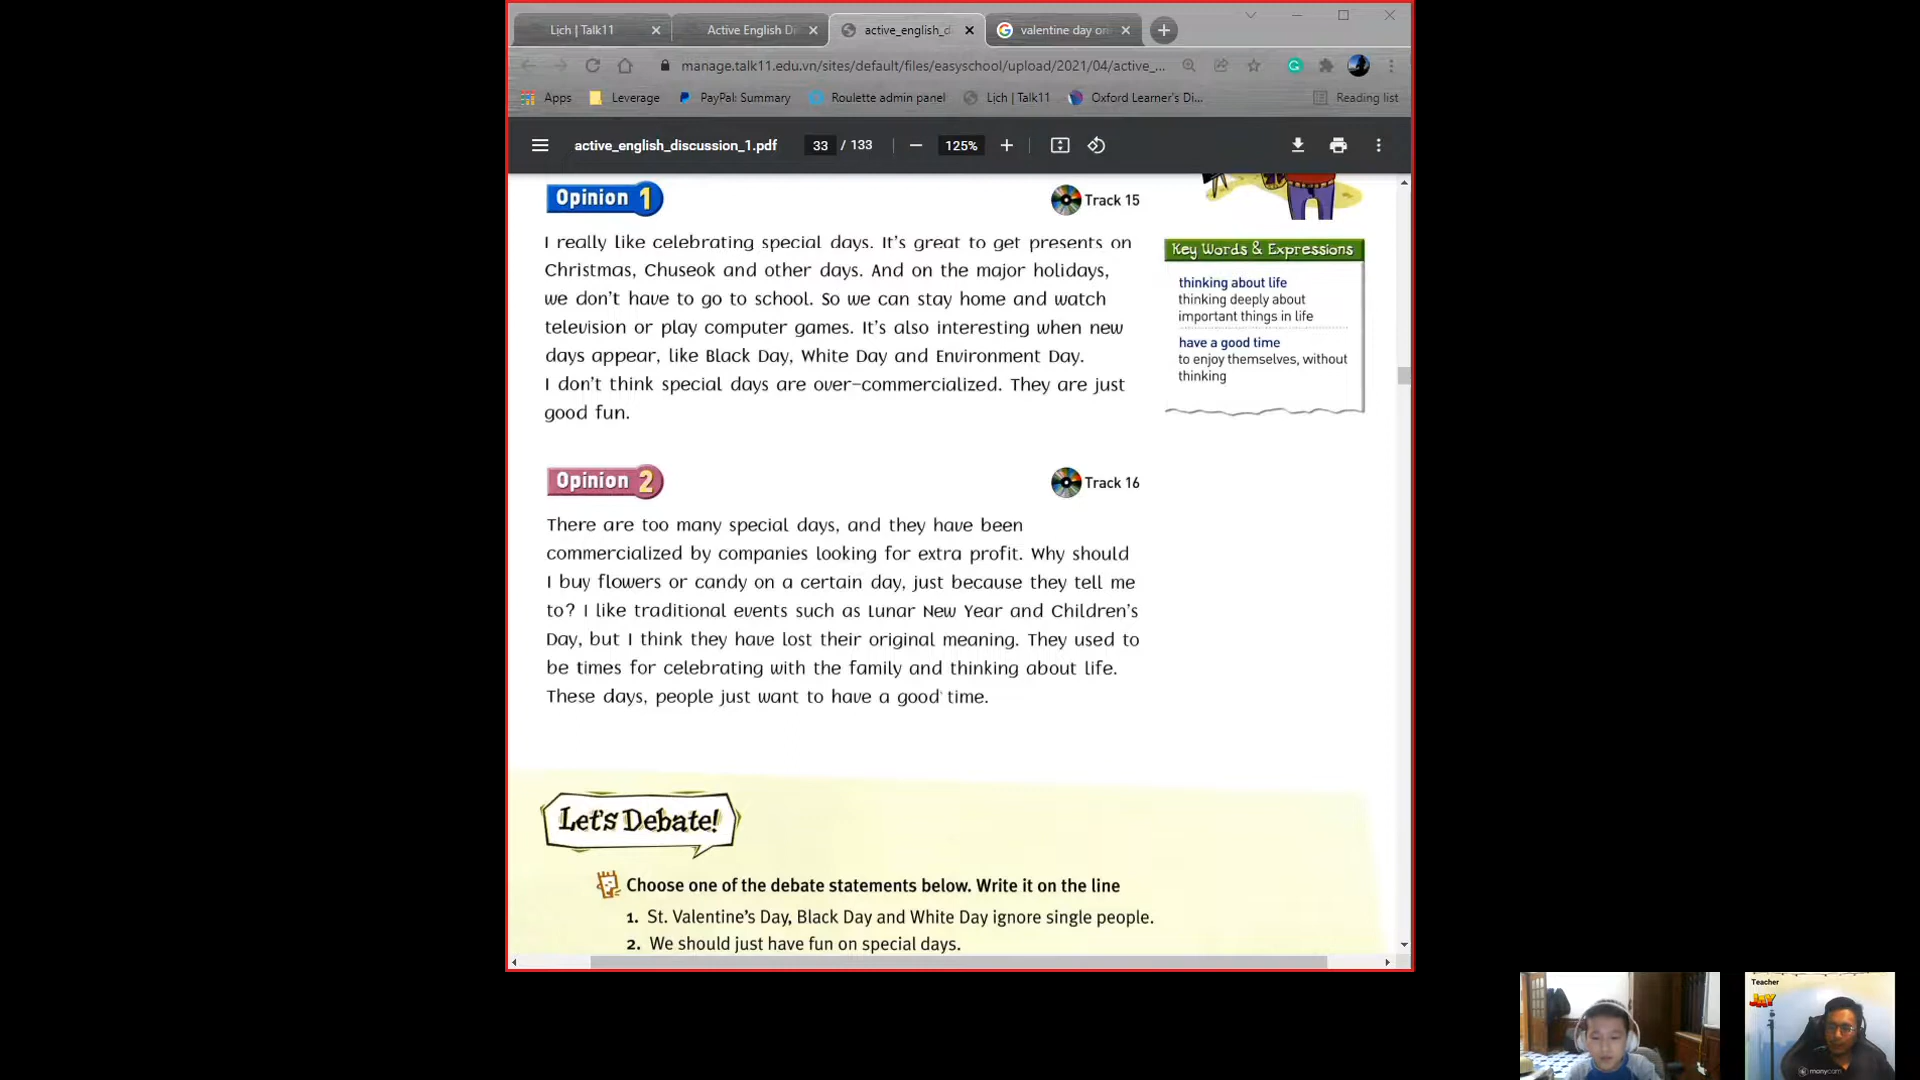 Lịch | Talk11
Active English Di
active_english_d
valentine day ori
manage.talk11.edu.vn/sites/default/files/easyschool/upload/2021/04/active_...
Apps
Leverage
PayPal: Summary
Roulette admin panel
Lịch | Talk11
Oxford Learner's Di...
Reading list
active_english_discussion_1.pdf
33 / 133
125%
Opinion 1
Track 15
I really like celebrating special days. It's great to get presents on
Christmas, Chuseok and other days. And on the major holidays,
we don't have to go to school. So we can stay home and watch
television or play computer games. It's also interesting when new
days appear, like Black Day, White Day and Environment Day.
I don't think special days are over-commercialized. They are just
good fun.
Key Words & Expressions
thinking about life
thinking deeply about
important things in life
have a good time
to enjoy themselves, without
thinking
Opinion 2
Track 16
There are too many special days, and they have been
commercialized by companies looking for extra profit. Why should
I buy flowers or candy on a certain day, just because they tell me
to? I like traditional events such as Lunar New Year and Children's
Day, but I think they have lost their original meaning. They used to
be times for celebrating with the family and thinking about life.
These days, people just want to have a good time.
Let's Debate!
Choose one of the debate statements below. Write it on the line
1. St. Valentine's Day, Black Day and White Day ignore single people.
2. We should just have fun on special days.
Teacher
JAY
manycam